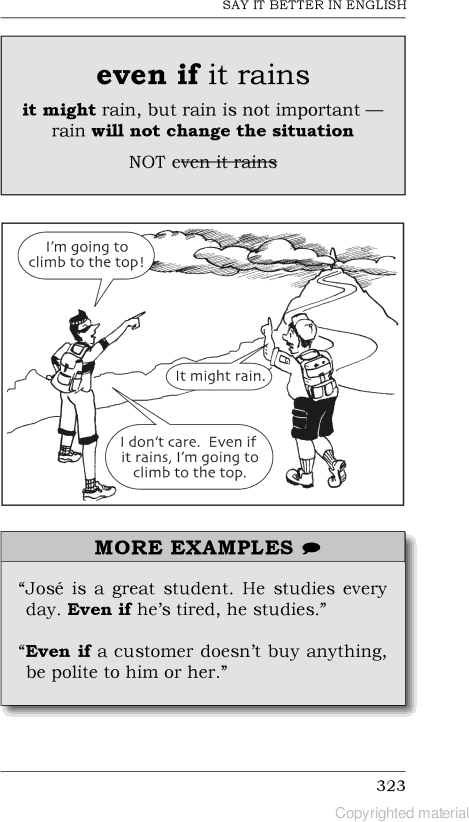 SAY IT BETTER IN ENGLISH
even if it rains
it might rain, but rain is not important —
rain will not change the situation
NOT even it rains
I'm going to
climb to the top!
It might rain.
I don't care. Even if
it rains, I'm going to
climb to the top.
MORE EXAMPLES
“José is a great student. He studies every
day. Even if he's tired, he studies.”
“Even if a customer doesn't buy anything,
be polite to him or her.”
323
Copyrighted material